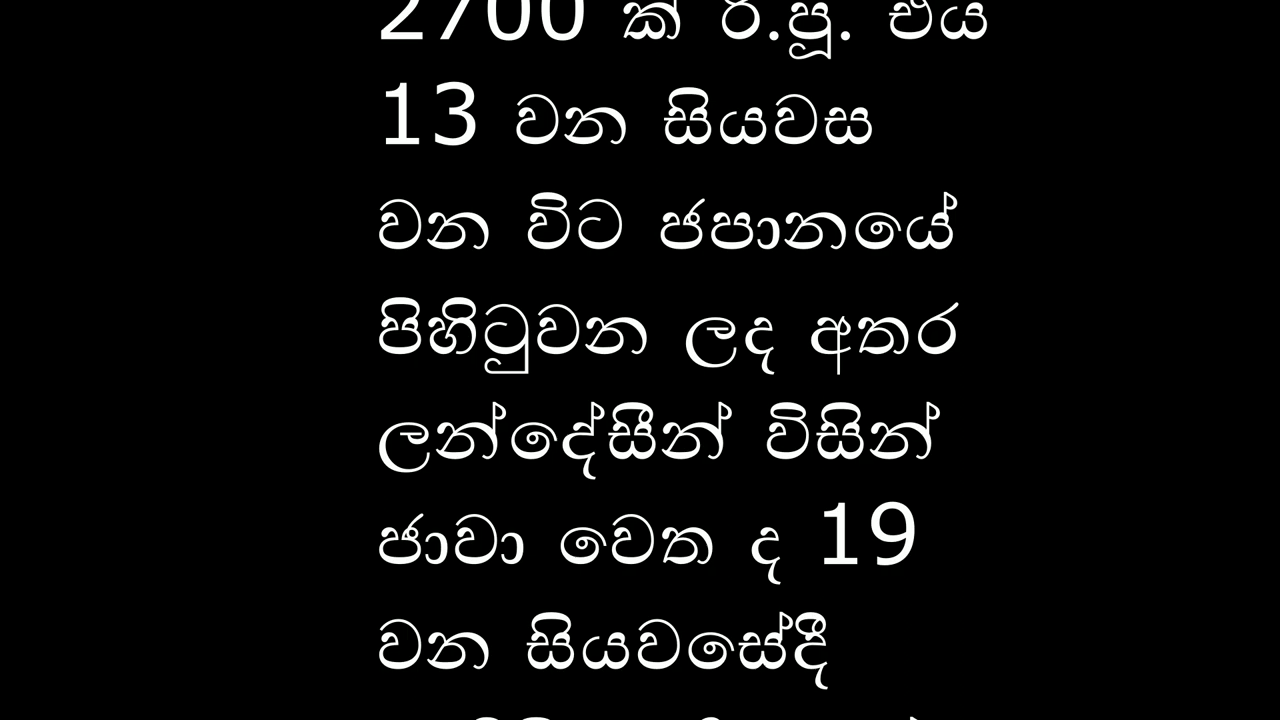 2700 ක් රි.පූ. එය
13 වන සියවස
වන විට ජපානයේ
පිහිටුවන ලද අතර
ලන්දේසීන් විසින්
ජාවා වෙත ද 19
වන සියවසේදී